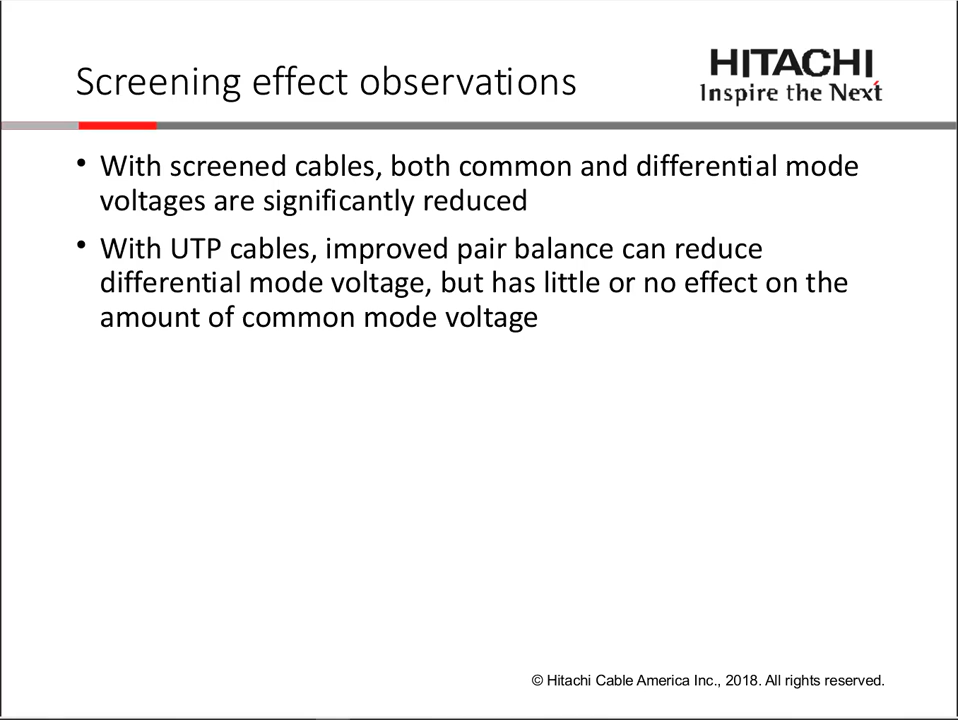 Screening effect observations
HITACHI
Inspire the Next
• With screened cables, both common and differential mode
voltages are significantly reduced
• With UTP cables, improved pair balance can reduce
differential mode voltage, but has little or no effect on the
amount of common mode voltage
© Hitachi Cable America Inc., 2018. All rights reserved.